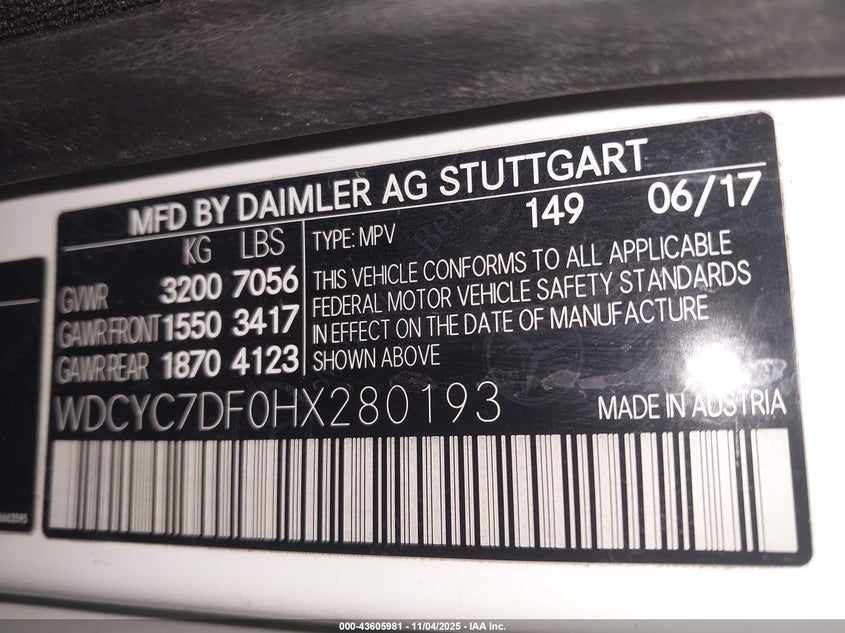 MFD BY DAIMLER AG STUTTGART
KG LBS
GVWR 3200 7056
GAWR FRONT 1550 3417
GAWR REAR 1870 4123
149 06/17
TYPE: MPV
THIS VEHICLE CONFORMS TO ALL APPLICABLE
FEDERAL MOTOR VEHICLE SAFETY STANDARDS
IN EFFECT ON THE DATE OF MANUFACTURE
SHOWN ABOVE
WDCYC7DF0HX280193
MADE IN AUSTRIA
000-43605981 - 11/04/2025 - IAA Inc.